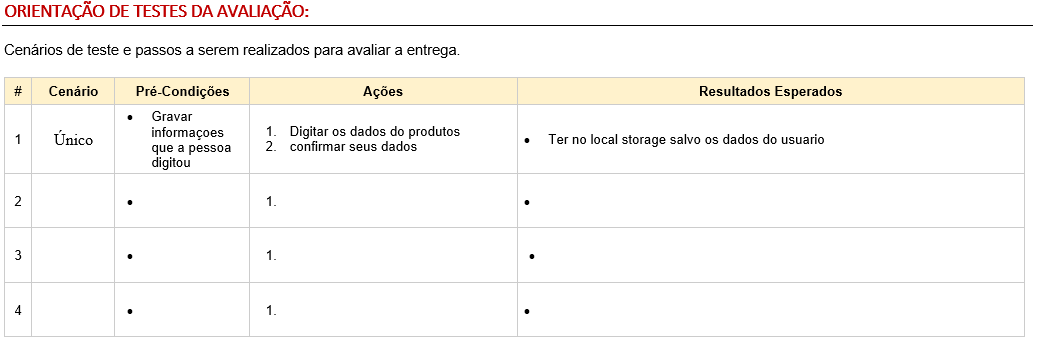 ORIENTAÇÃO DE TESTES DA AVALIAÇÃO:
Cenários de teste e passos a serem realizados para avaliar a entrega.
# Cenário Pré-Condições Ações Resultados Esperados
1 Único
• Gravar
informaçoes
que a pessoa
digitou
1. Digitar os dados do produtos
2. confirmar seus dados
• Ter no local storage salvo os dados do usuario
2 • 1. •
3 • 1. •
4 • 1. •